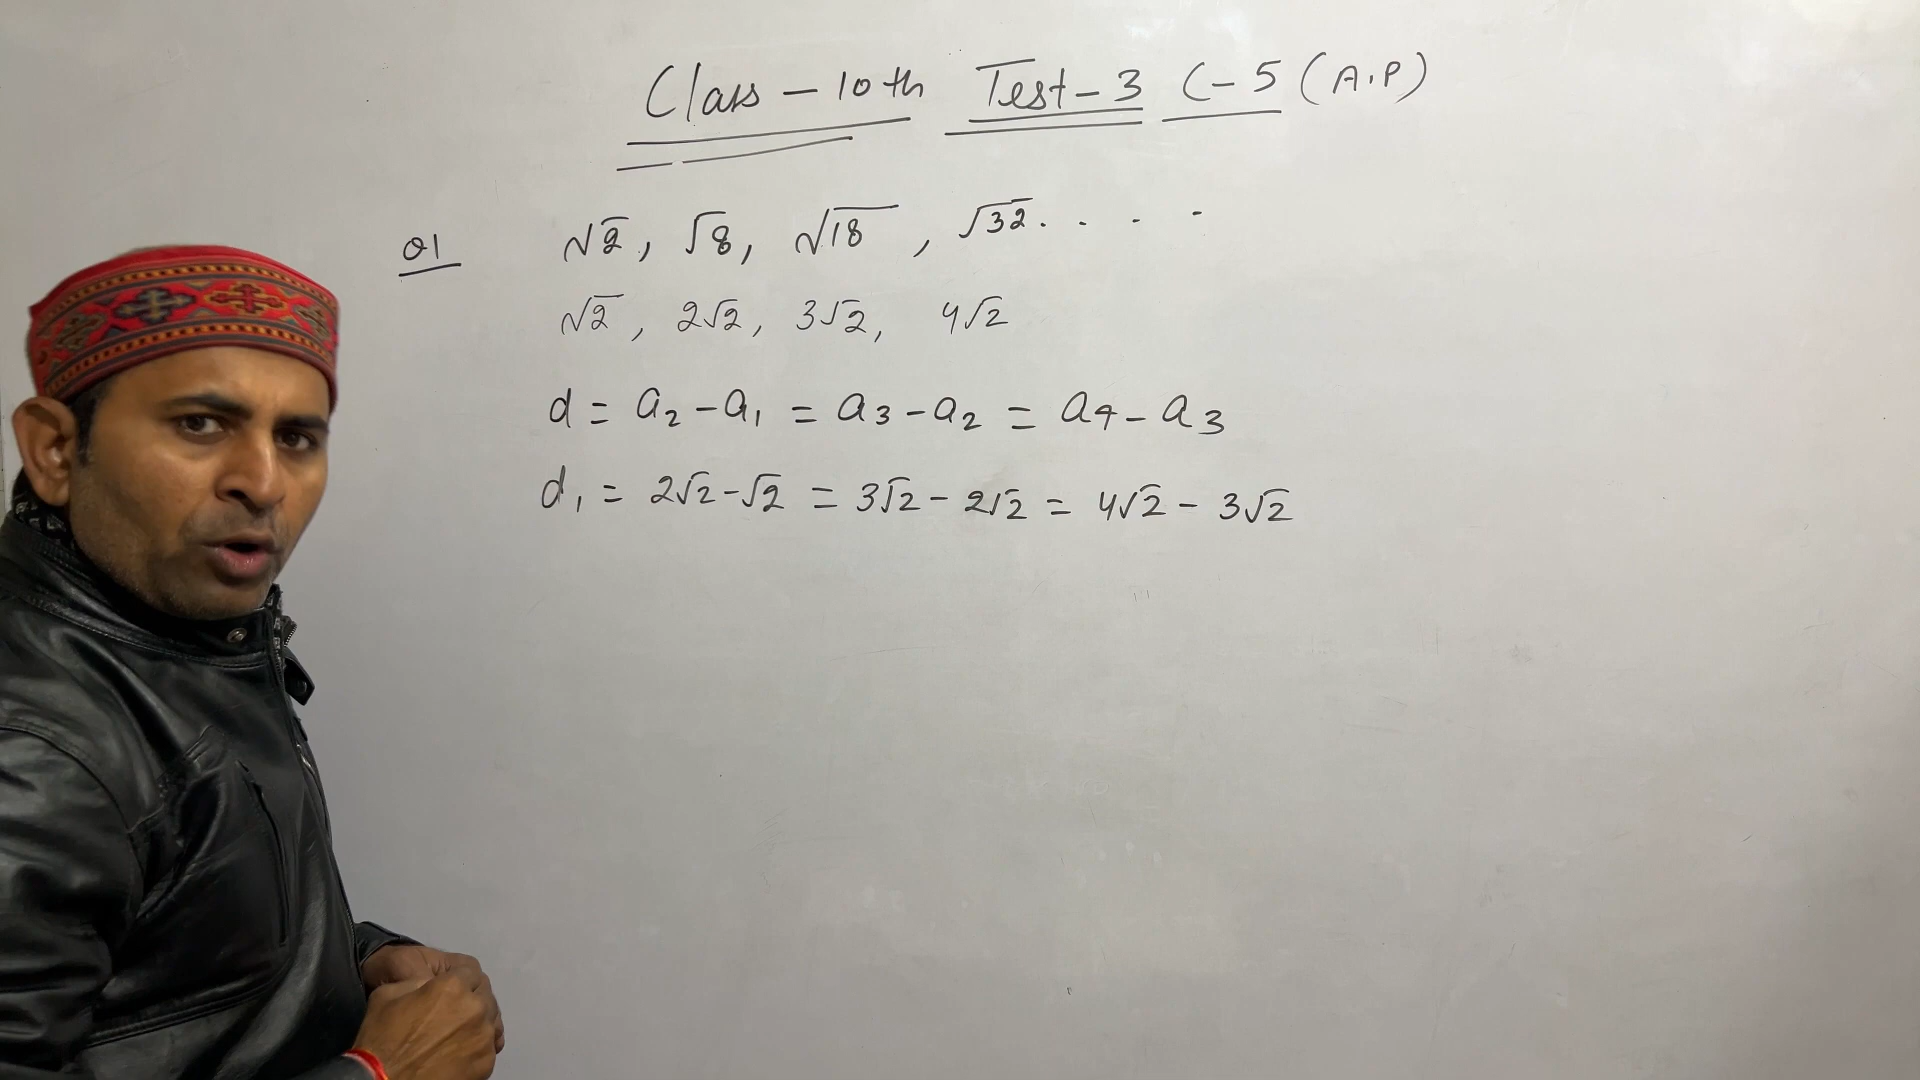 Class - 10th Test - 3 C - 5 (A.P)
Q1 √2, √8, √18, √32. . . .
√2, 2√2, 3√2, 4√2
d = a₂ - a₁ = a₃ - a₂ = a₄ - a₃
d₁ = 2√2 - √2 = 3√2 - 2√2 = 4√2 - 3√2